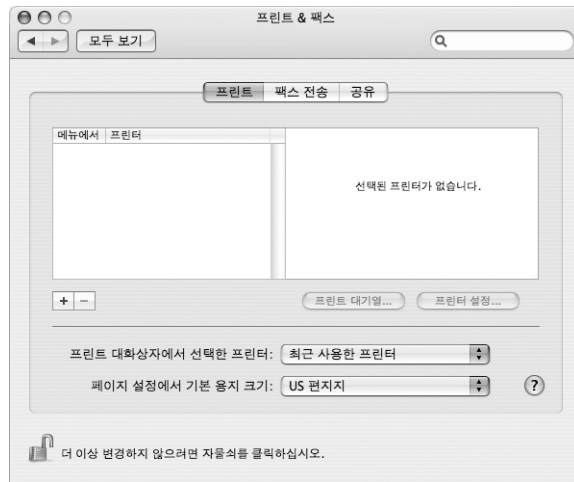 프린트 & 팩스
모두 보기
프린트 팩스 전송 공유
메뉴에서 프린터
선택된 프린터가 없습니다.
+ −
프린트 대기열... 프린터 설정...
프린트 대화상자에서 선택한 프린터: 최근 사용한 프린터
페이지 설정에서 기본 용지 크기: US 편지지 ?
더 이상 변경하지 않으려면 자물쇠를 클릭하십시오.